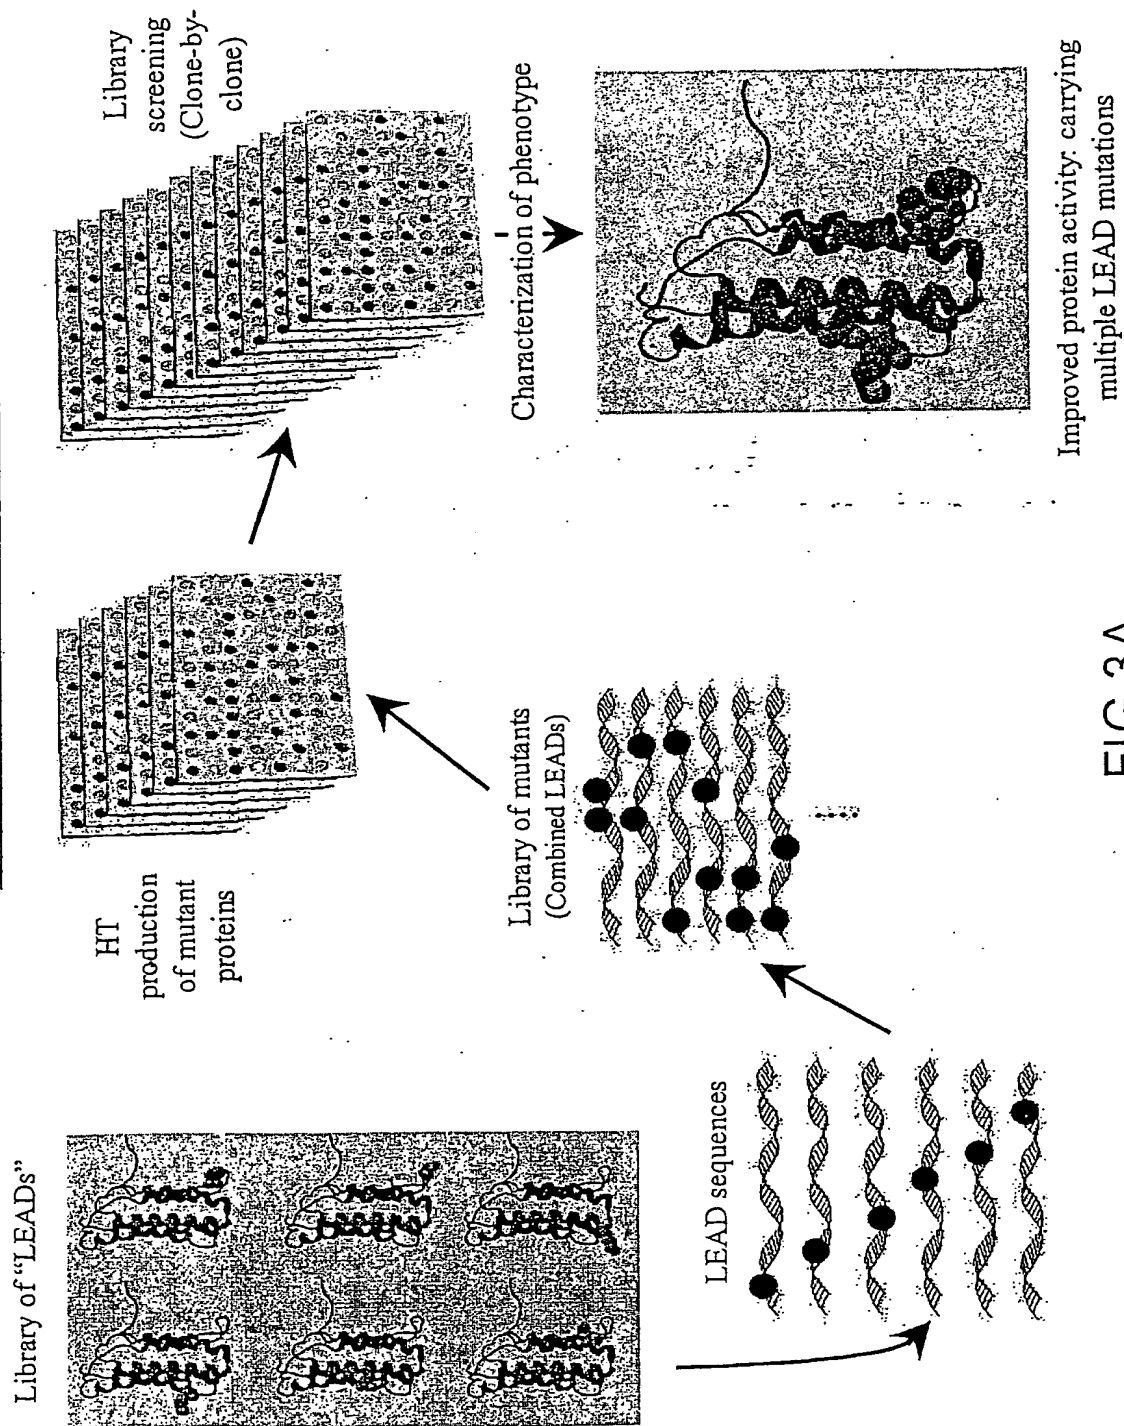 Library of "LEADs"
LEAD sequences
Library of mutants
(Combined LEADs)
HT
production
of mutant
proteins
Library
screening
(Clone-by-
clone)
Characterization of phenotype
Improved protein activity: carrying
multiple LEAD mutations
FIG 3A